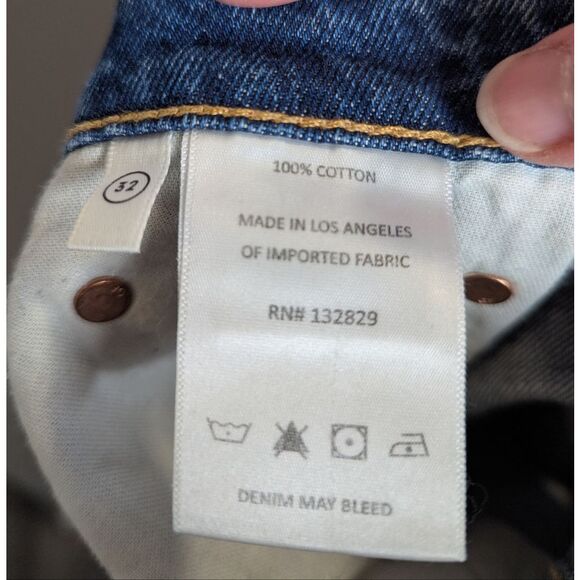 32
100% COTTON
MADE IN LOS ANGELES
OF IMPORTED FABRIC
RN# 132829
DENIM MAY BLEED